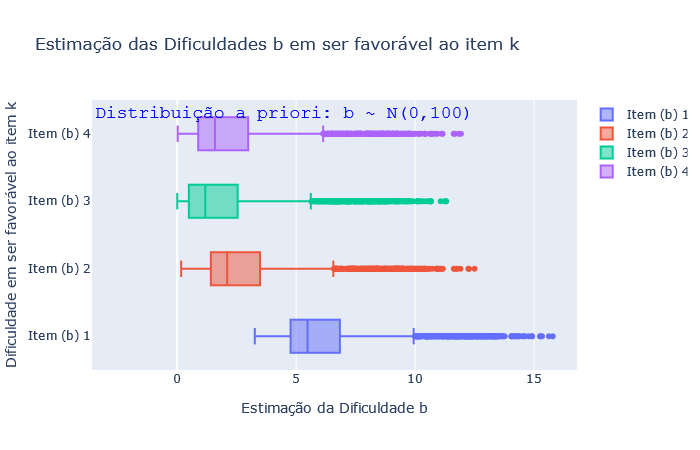 Estimação das Dificuldades b em ser favorável ao item k
Distribuição a priori: b ~ N(0,100)
Dificuldade em ser favorável ao item k
Item (b) 4
Item (b) 3
Item (b) 2
Item (b) 1
0 5 10 15
Estimação da Dificuldade b
Item (b) 1
Item (b) 2
Item (b) 3
Item (b) 4